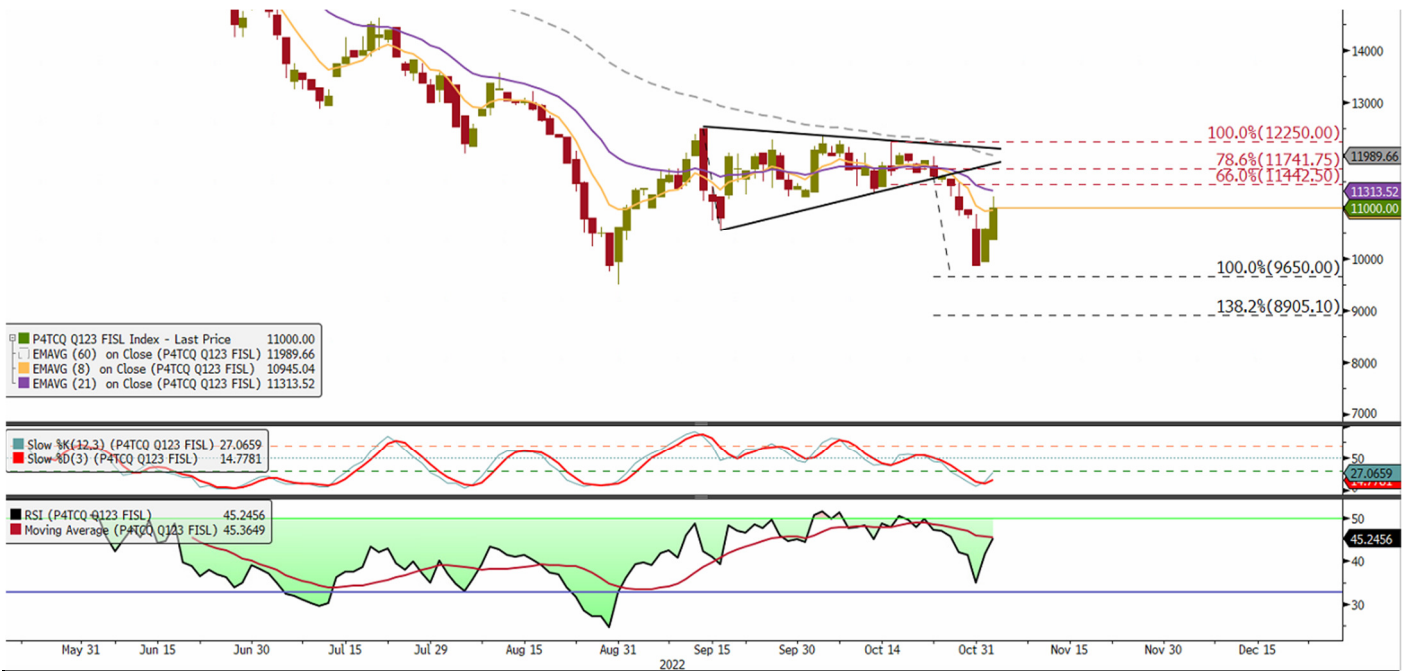 14000
13000
100.0%(12250.00)
11989.66
78.6%(11741.75)
66.0%(11442.50)
11313.52
11000.00
10000
100.0%(9650.00)
138.2%(8905.10)
9000
8000
7000
P4TCQ Q123 FISL Index - Last Price 11000.00
EMAVG (60) on Close (P4TCQ Q123 FISL) 11989.66
EMAVG (8) on Close (P4TCQ Q123 FISL) 10945.04
EMAVG (21) on Close (P4TCQ Q123 FISL) 11313.52
Slow %K(12,3) (P4TCQ Q123 FISL) 27.0659
Slow %D(3) (P4TCQ Q123 FISL) 14.7781
50
27.0659
14.7781
0
RSI (P4TCQ Q123 FISL) 45.2456
Moving Average (P4TCQ Q123 FISL) 45.3649
50
45.2456
40
30
May 31 Jun 15 Jun 30 Jul 15 Jul 29 Aug 15 Aug 31 Sep 15 Sep 30 Oct 14 Oct 31 Nov 15 Nov 30 Dec 15
2022